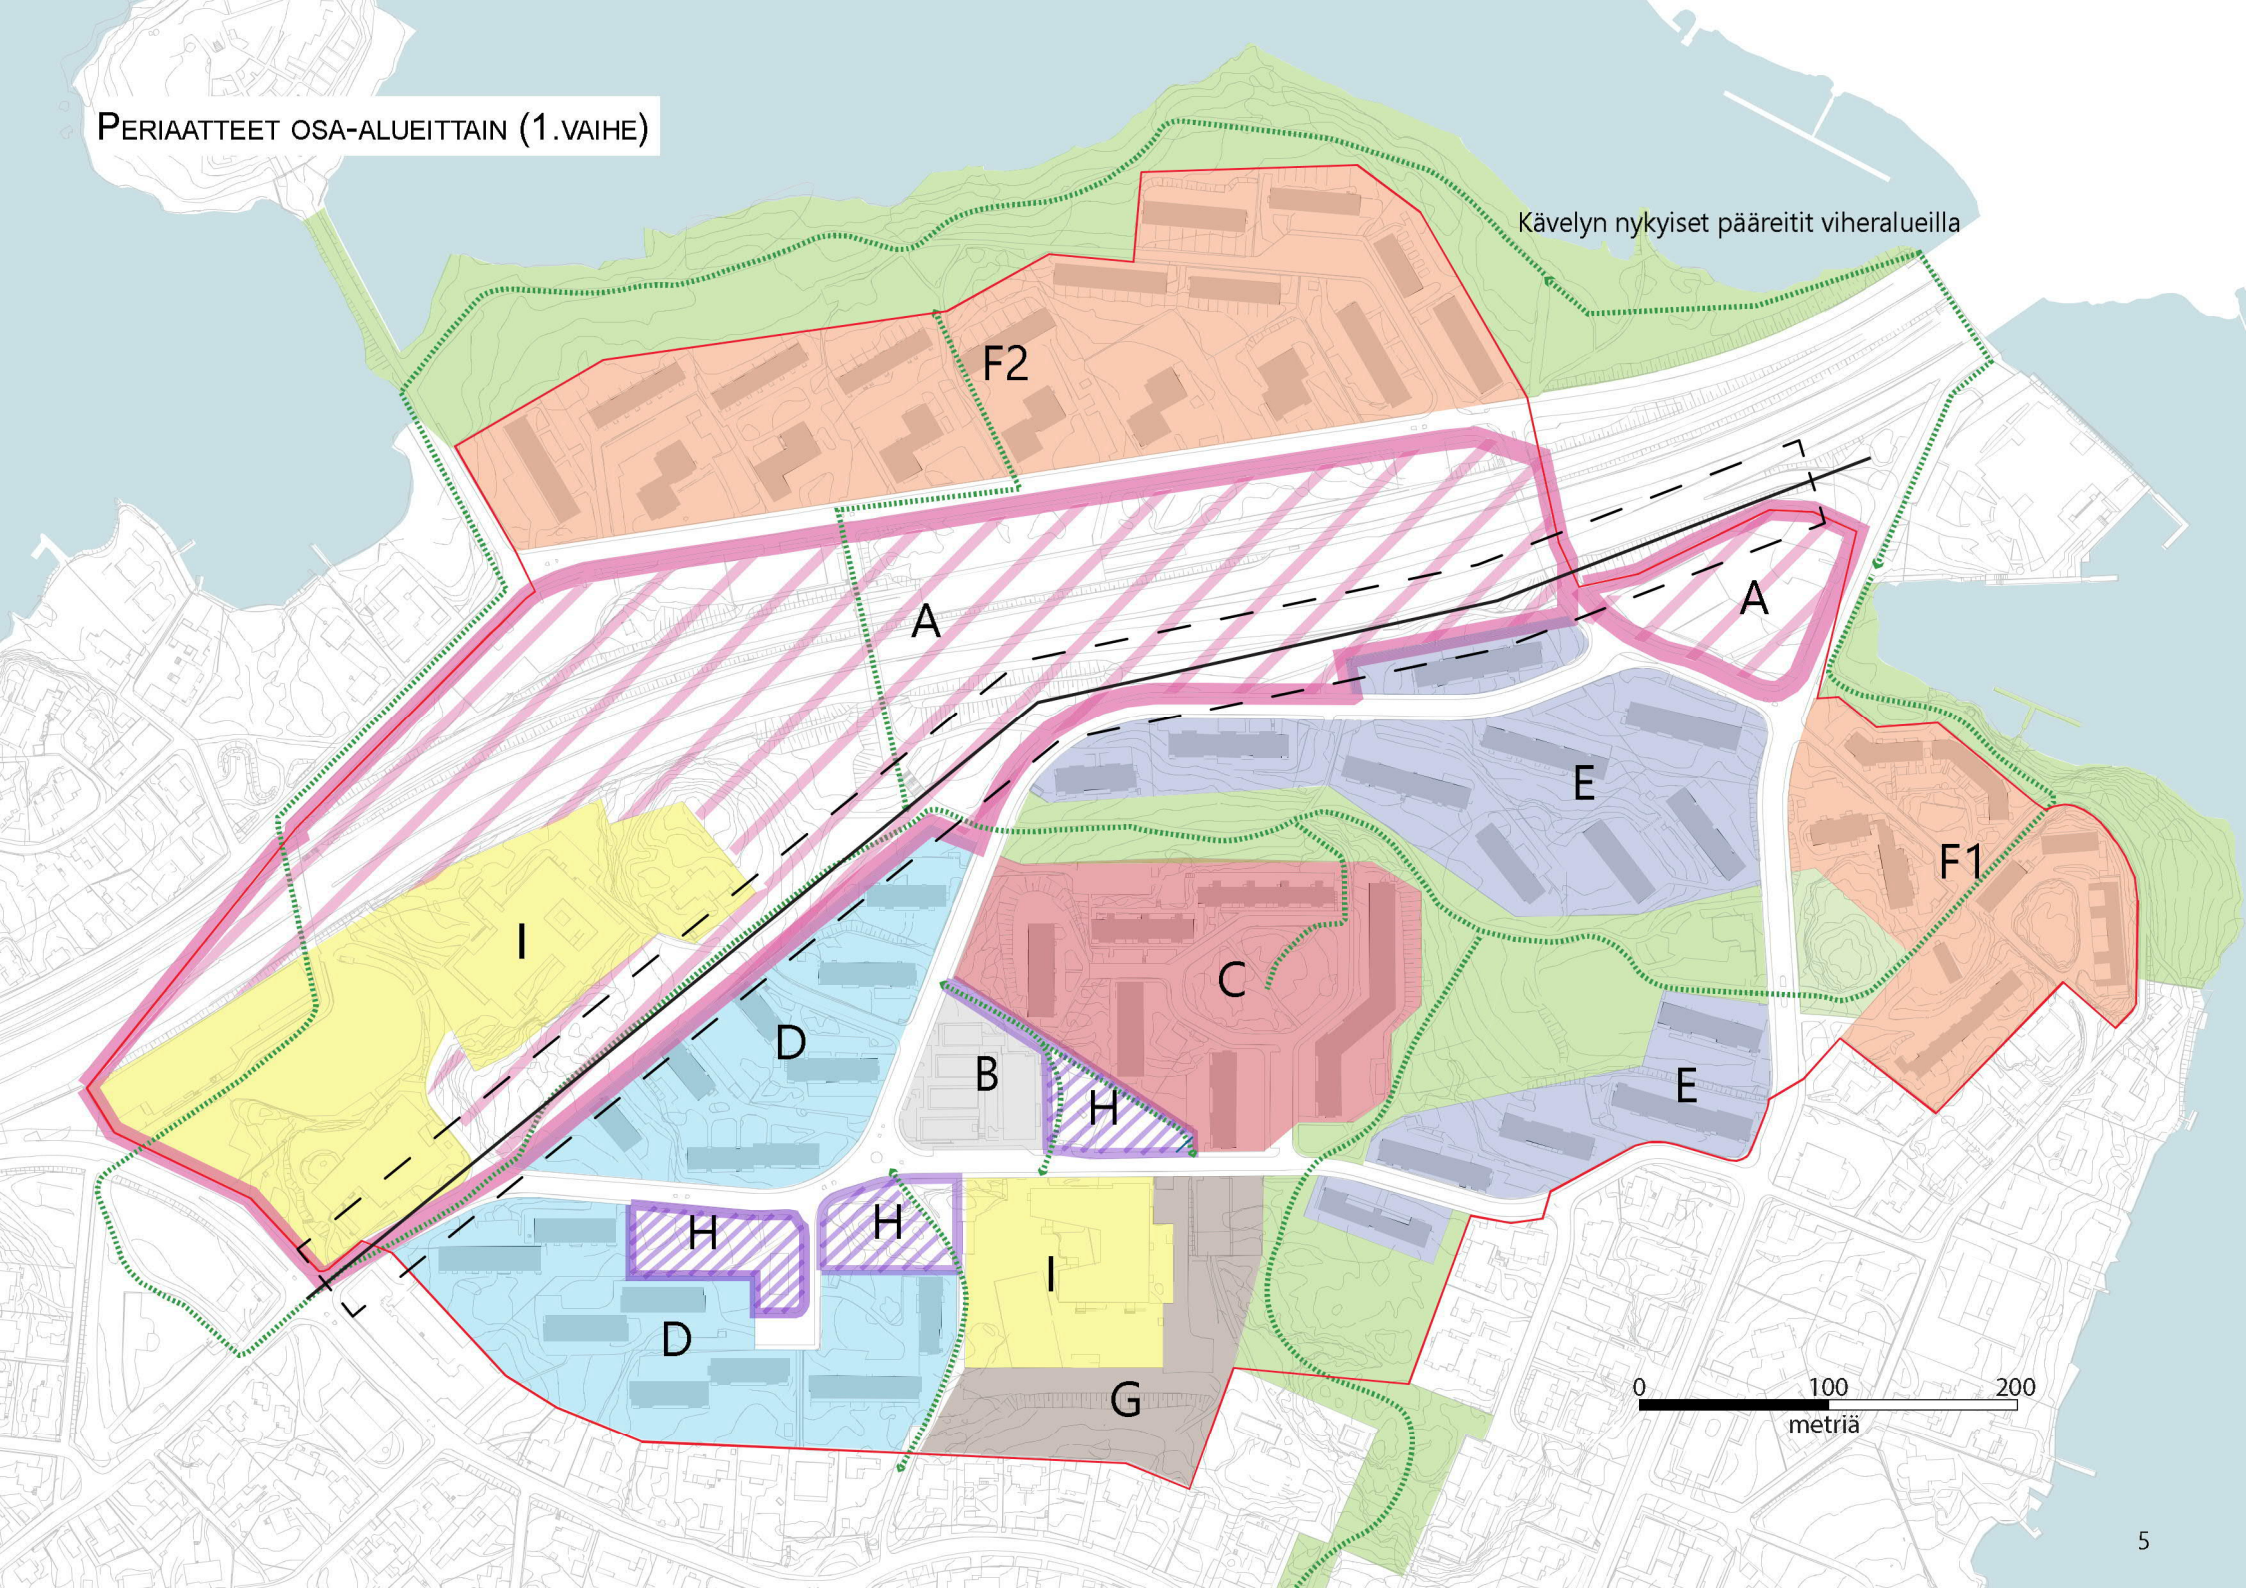 PERIAATTEET OSA-ALUEITTAIN (1.VAIHE)
Kävelyn nykyiset pääreitit viheralueilla
F2
A
A
E
F1
I
C
D
B
H
E
H
H
I
D
G
0 100 200
metriä
5